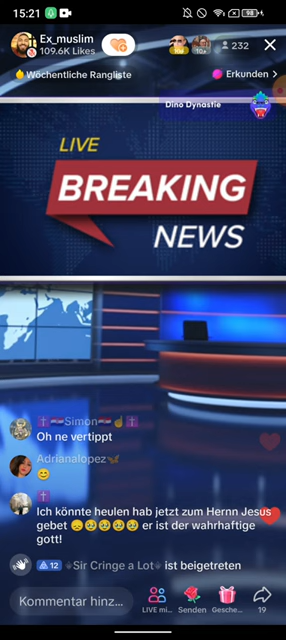 15:21
98
Ex_muslim
109.6K Likes
232
10+
Wöchentliche Rangliste
Erkunden >
Dino Dynastie
LIVE
BREAKING
NEWS
Simon
Oh ne vertippt
Adrianalopez
Ich könnte heulen hab jetzt zum Hernn Jesus
gebet 😞🥹🥹🥹🥹 er ist der wahrhaftige
gott!
12 Sir Cringe a Lot ist beigetreten
Kommentar hinz...
LIVE mi...
Senden
Gesche...
19